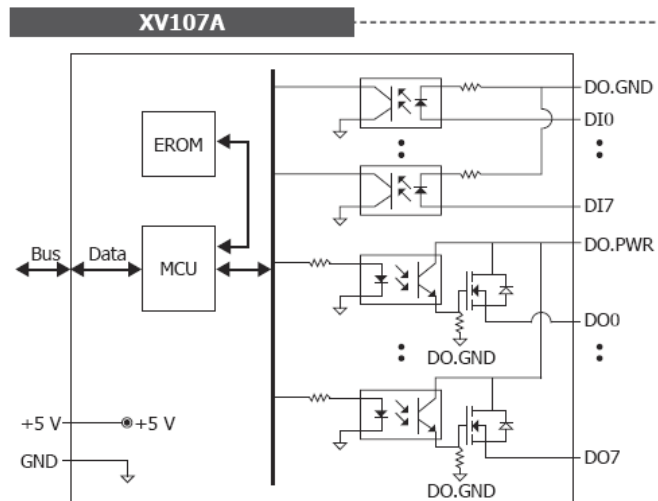 XV107A
DO.GND
DI0
EROM
DI7
DO.PWR
Bus
Data
MCU
DO0
DO.GND
+5 V
+5 V
GND
DO7
DO.GND